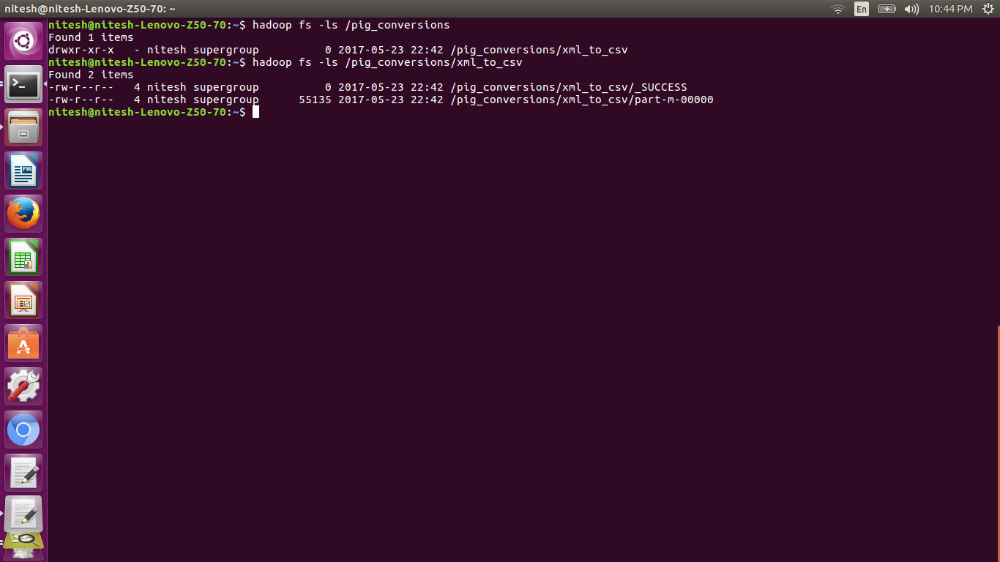 nitesh@nitesh-Lenovo-Z50-70: ~
En
10:44 PM
nitesh@nitesh-Lenovo-Z50-70:~$ hadoop fs -ls /pig_conversions
Found 1 items
drwxr-xr-x   - nitesh supergroup          0 2017-05-23 22:42 /pig_conversions/xml_to_csv
nitesh@nitesh-Lenovo-Z50-70:~$ hadoop fs -ls /pig_conversions/xml_to_csv
Found 2 items
-rw-r--r--   4 nitesh supergroup          0 2017-05-23 22:42 /pig_conversions/xml_to_csv/_SUCCESS
-rw-r--r--   4 nitesh supergroup      55135 2017-05-23 22:42 /pig_conversions/xml_to_csv/part-m-00000
nitesh@nitesh-Lenovo-Z50-70:~$